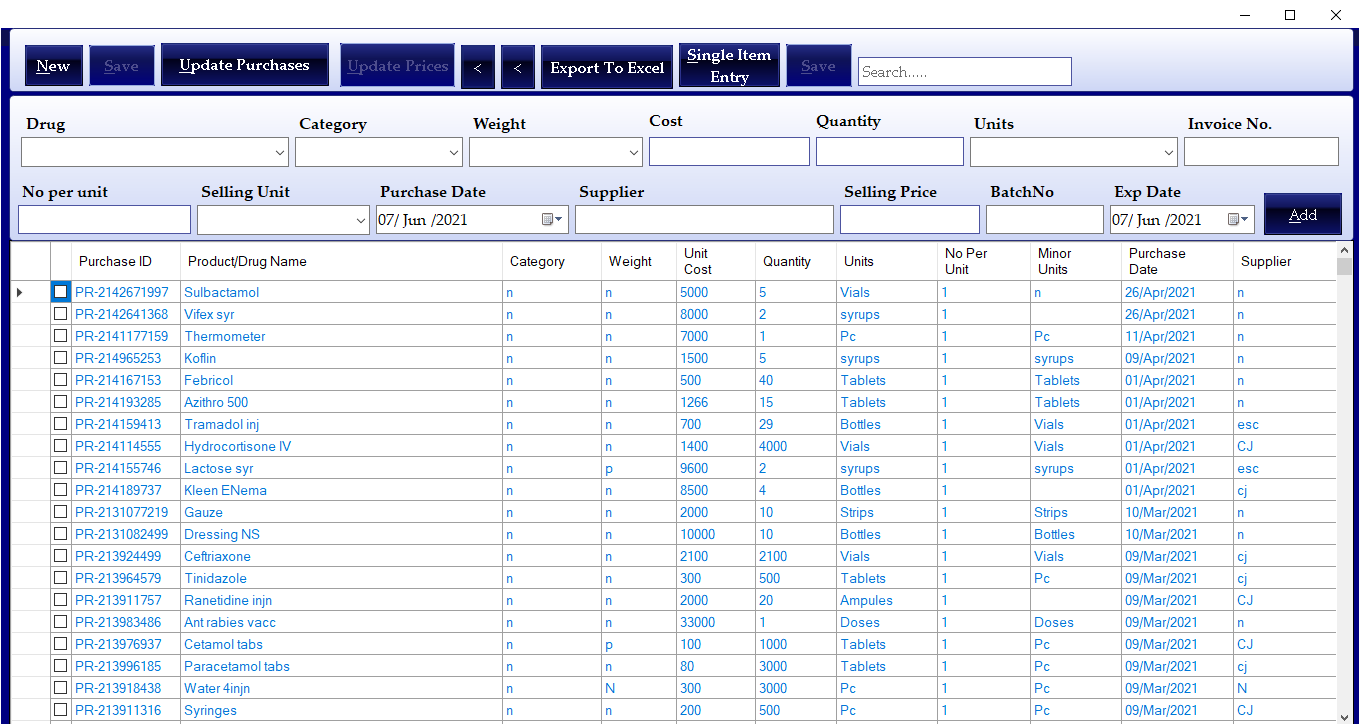 New Save Update Purchases Update Prices < < Export To Excel Single Item Entry Save Search.....
Drug Category Weight Cost Quantity Units Invoice No.
No per unit Selling Unit Purchase Date Supplier Selling Price BatchNo Exp Date
07/ Jun /2021 07/ Jun /2021 Add
Purchase ID Product/Drug Name Category Weight Unit Cost Quantity Units No Per Unit Minor Units Purchase Date Supplier
PR-2142671997 Sulbactamol n n 5000 5 Vials 1 n 26/Apr/2021 n
PR-2142641368 Vifex syr n n 8000 2 syrups 1 26/Apr/2021 n
PR-2141177159 Thermometer n n 7000 1 Pc 1 Pc 11/Apr/2021 n
PR-214965253 Koflin n n 1500 5 syrups 1 syrups 09/Apr/2021 n
PR-214167153 Febricol n n 500 40 Tablets 1 Tablets 01/Apr/2021 n
PR-214193285 Azithro 500 n n 1266 15 Tablets 1 Tablets 01/Apr/2021 n
PR-214159413 Tramadol inj n n 700 29 Bottles 1 Vials 01/Apr/2021 esc
PR-214114555 Hydrocortisone IV n n 1400 4000 Vials 1 Vials 01/Apr/2021 CJ
PR-214155746 Lactose syr n p 9600 2 syrups 1 syrups 01/Apr/2021 esc
PR-214189737 Kleen ENema n n 8500 4 Bottles 1 01/Apr/2021 cj
PR-2131077219 Gauze n n 2000 10 Strips 1 Strips 10/Mar/2021 n
PR-2131082499 Dressing NS n n 10000 10 Bottles 1 Bottles 10/Mar/2021 n
PR-213924499 Ceftriaxone n n 2100 2100 Vials 1 Vials 09/Mar/2021 cj
PR-213964579 Tinidazole n n 300 500 Tablets 1 Pc 09/Mar/2021 cj
PR-213911757 Ranetidine injn n n 2000 20 Ampules 1 09/Mar/2021 CJ
PR-213983486 Ant rabies vacc n n 33000 1 Doses 1 Doses 09/Mar/2021 n
PR-213976937 Cetamol tabs n p 100 1000 Tablets 1 Pc 09/Mar/2021 CJ
PR-213996185 Paracetamol tabs n n 80 3000 Tablets 1 Pc 09/Mar/2021 cj
PR-213918438 Water 4injn n N 300 3000 Pc 1 Pc 09/Mar/2021 N
PR-213911316 Syringes n n 200 500 Pc 1 Pc 09/Mar/2021 CJ